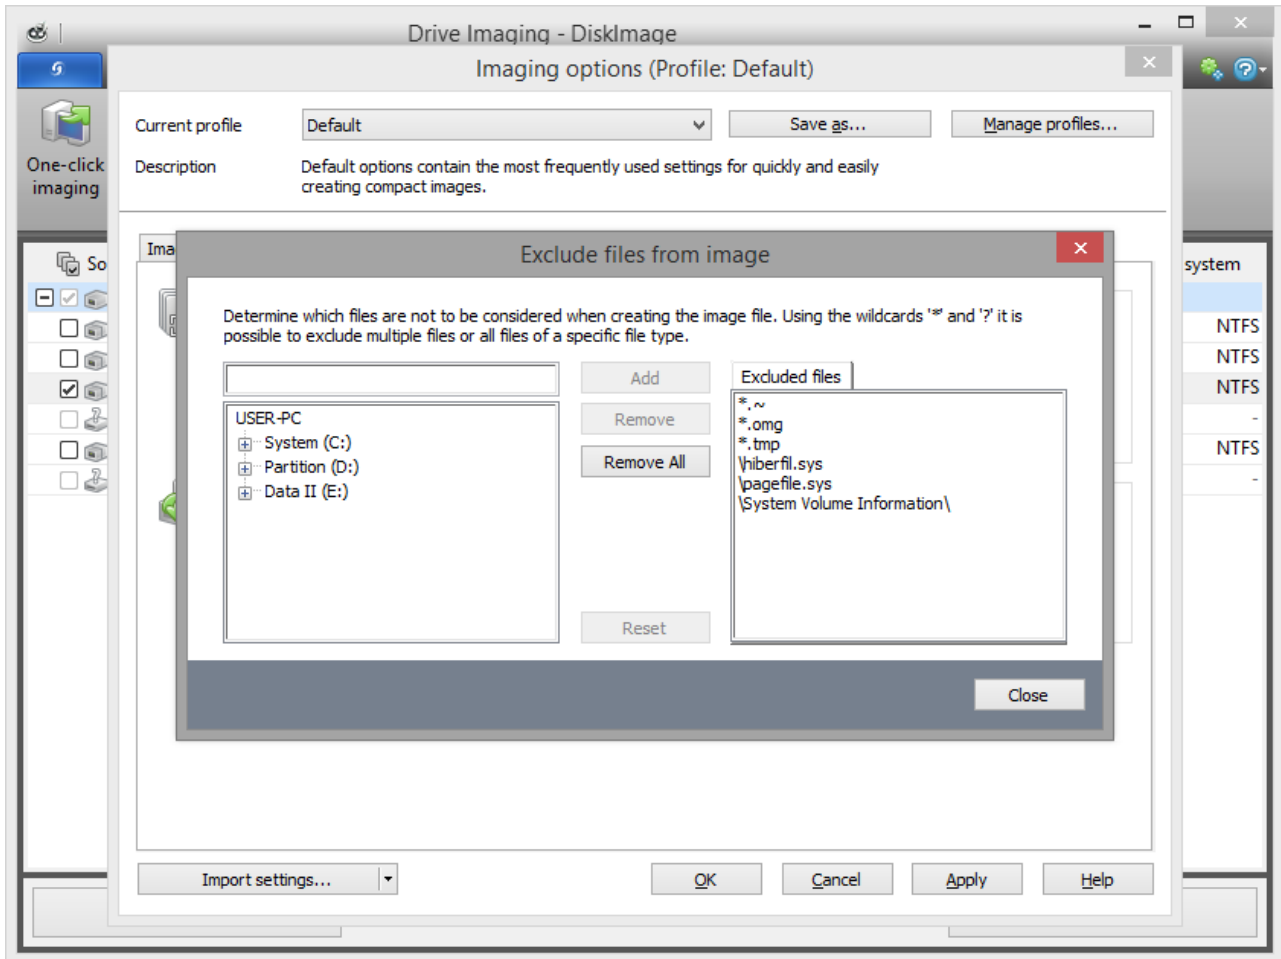 Drive Imaging - DiskImage
Imaging options (Profile: Default)
One-click
imaging
Current profile
Default
Save as...
Manage profiles...
Description
Default options contain the most frequently used settings for quickly and easily
creating compact images.
So
Ima
system
NTFS
NTFS
NTFS
-
NTFS
-
Exclude files from image
Determine which files are not to be considered when creating the image file. Using the wildcards '*' and '?' it is
possible to exclude multiple files or all files of a specific file type.
Add
Remove
Remove All
Reset
USER-PC
System (C:)
Partition (D:)
Data II (E:)
Excluded files
*.~
*.omg
*.tmp
\hiberfil.sys
\pagefile.sys
\System Volume Information\
Close
Import settings...
OK
Cancel
Apply
Help